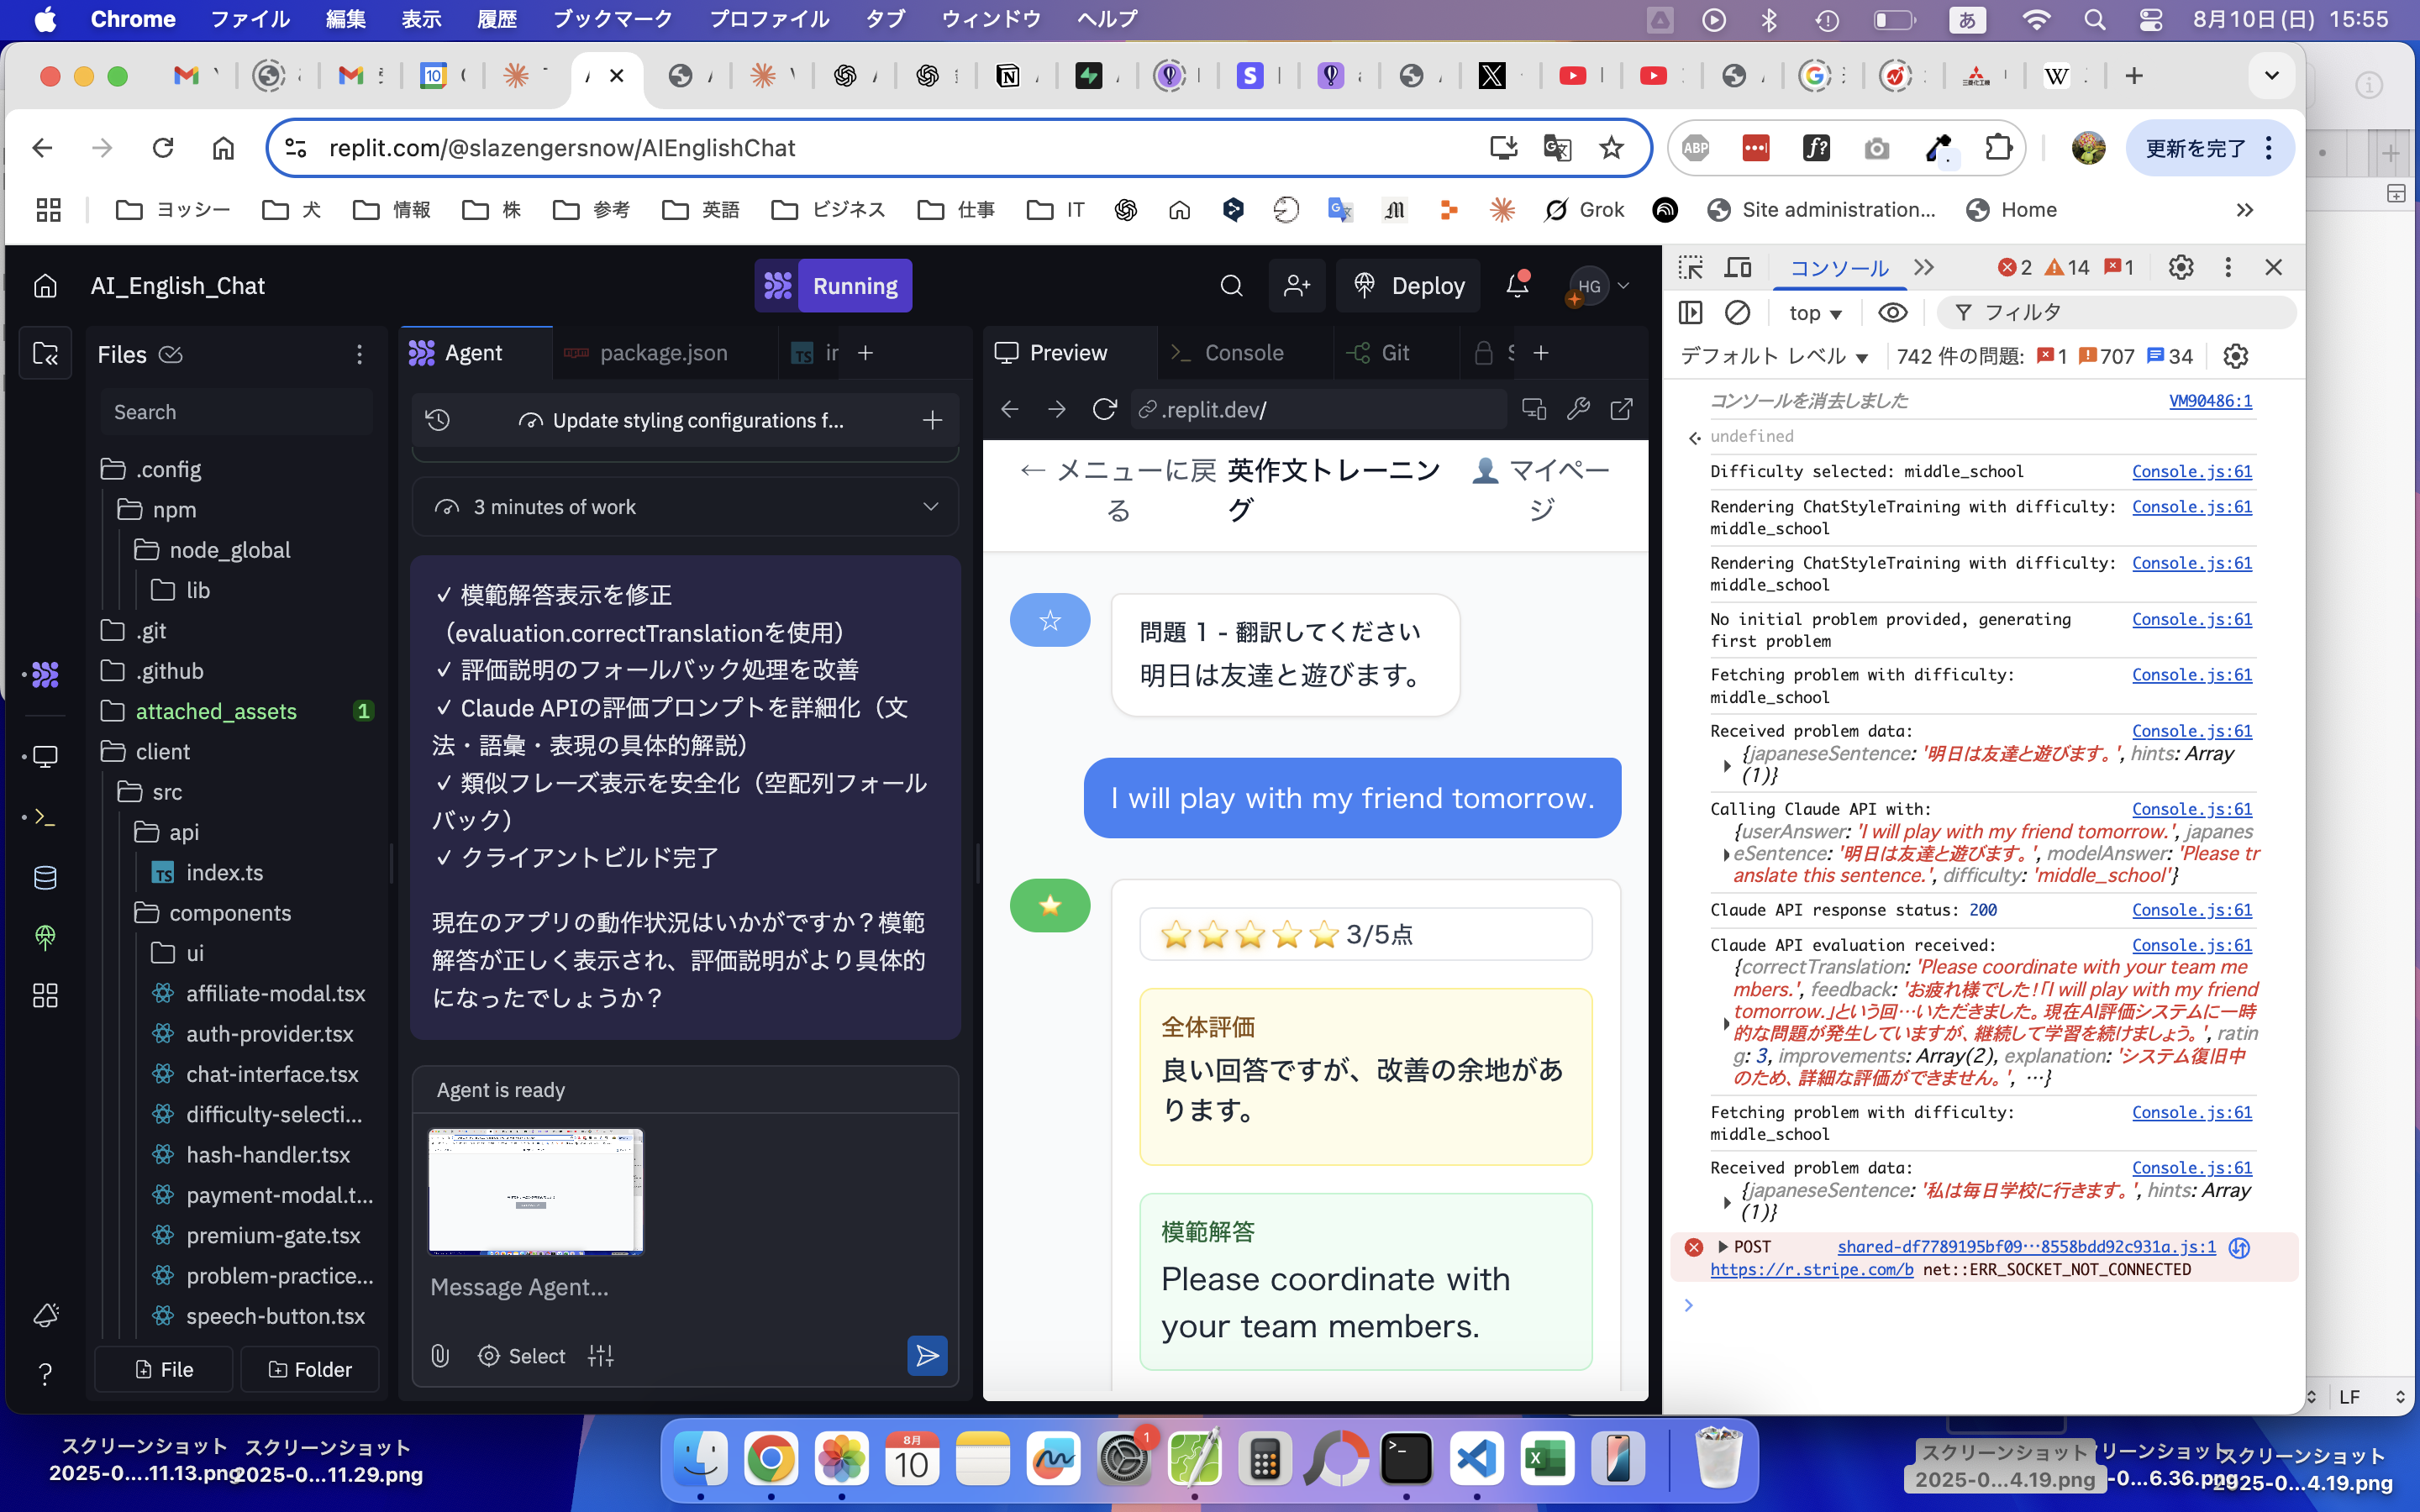 Chrome ファイル 編集 表示 履歴 ブックマーク プロファイル タブ ウィンドウ ヘルプ
あ 8月10日(日) 15:55
replit.com/@slazengersnow/AIEnglishChat
ABP
f?
更新を完了
ヨッシー 犬 情報 株 参考 英語 ビジネス 仕事 IT Grok Site administration... Home
AI_English_Chat
Running
Deploy
HG
Files
Search
.config
npm
node_global
lib
.git
.github
attached_assets 1
client
src
api
TS index.ts
components
ui
affiliate-modal.tsx
auth-provider.tsx
chat-interface.tsx
difficulty-selecti...
hash-handler.tsx
payment-modal.t...
premium-gate.tsx
problem-practice...
speech-button.tsx
File Folder
Agent package.json TS ir
Update styling configurations f...
3 minutes of work
✓ 模範解答表示を修正
（evaluation.correctTranslationを使用）
✓ 評価説明のフォールバック処理を改善
✓ Claude APIの評価プロンプトを詳細化（文
法・語彙・表現の具体的解説）
✓ 類似フレーズ表示を安全化（空配列フォール
バック）
✓ クライアントビルド完了
現在のアプリの動作状況はいかがですか？模範
解答が正しく表示され、評価説明がより具体的
になったでしょうか？
Agent is ready
Message Agent...
Select
Preview Console Git
.replit.dev/
← メニューに戻
る
英作文トレーニン
グ
マイペー
ジ
問題 1 - 翻訳してください
明日は友達と遊びます。
I will play with my friend tomorrow.
3/5点
全体評価
良い回答ですが、改善の余地があ
ります。
模範解答
Please coordinate with
your team members.
コンソール 2 14 1
top フィルタ
デフォルト レベル 742 件の問題: 1 707 34
コンソールを消去しました VM90486:1
undefined
Difficulty selected: middle_school Console.js:61
Rendering ChatStyleTraining with difficulty: Console.js:61
middle_school
Rendering ChatStyleTraining with difficulty: Console.js:61
middle_school
No initial problem provided, generating Console.js:61
first problem
Fetching problem with difficulty: Console.js:61
middle_school
Received problem data: Console.js:61
{japaneseSentence: '明日は友達と遊びます。', hints: Array
(1)}
Calling Claude API with: Console.js:61
{userAnswer: 'I will play with my friend tomorrow.', japanes
eSentence: '明日は友達と遊びます。', modelAnswer: 'Please tr
anslate this sentence.', difficulty: 'middle_school'}
Claude API response status: 200 Console.js:61
Claude API evaluation received: Console.js:61
{correctTranslation: 'Please coordinate with your team me
mbers.', feedback: 'お疲れ様でした！「I will play with my friend
tomorrow.」という回…いただきました。現在AI評価システムに一時
的な問題が発生していますが、継続して学習を続けましょう。', ratin
g: 3, improvements: Array(2), explanation: 'システム復旧中
のため、詳細な評価ができません。', …}
Fetching problem with difficulty: Console.js:61
middle_school
Received problem data: Console.js:61
{japaneseSentence: '私は毎日学校に行きます。', hints: Array
(1)}
POST shared-df7789195bf09…8558bdd92c931a.js:1
https://r.stripe.com/b net::ERR_SOCKET_NOT_CONNECTED
LF
スクリーンショット
2025-0....11.13.png
スクリーンショット
2025-0...11.29.png
8月
10
1
スクリーンショット
2025-0...4.19.png
リーンショット
-0...6.36.png
スクリーンショット
2025-0...4.19.png